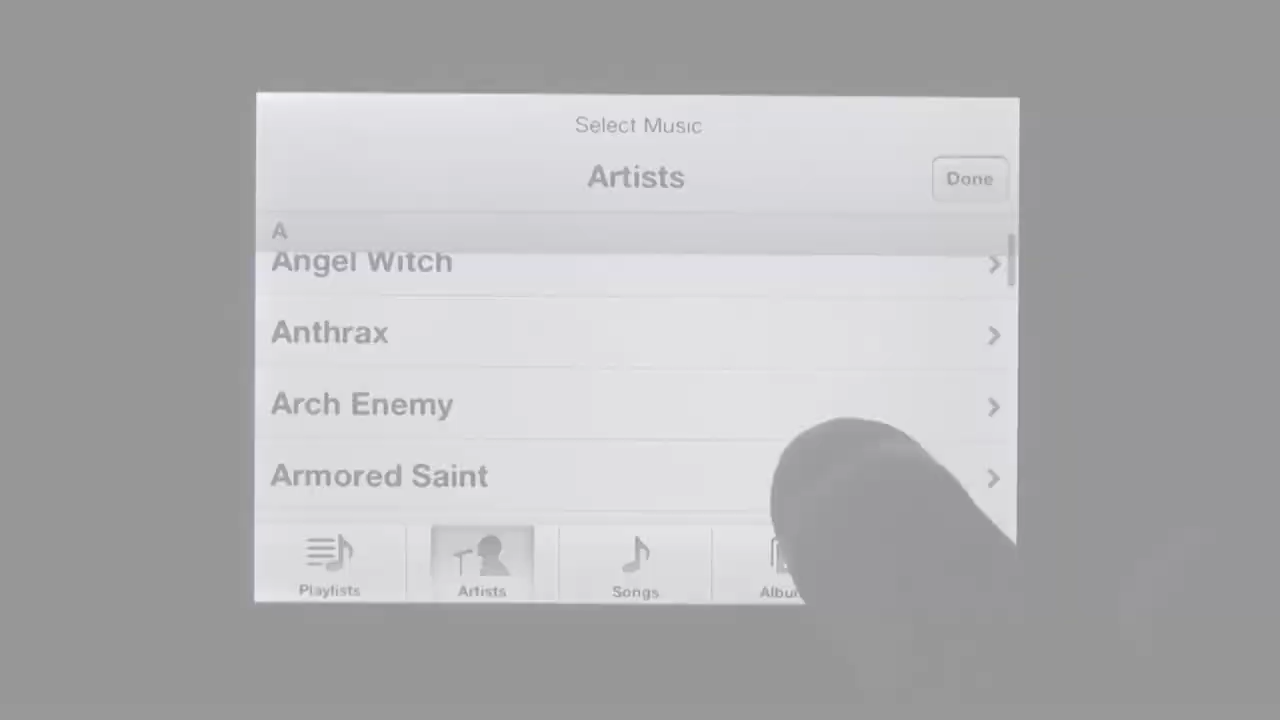 Select Music
Artists
Done
A
Angel Witch
Anthrax
Arch Enemy
Armored Saint
Playlists
Artists
Songs